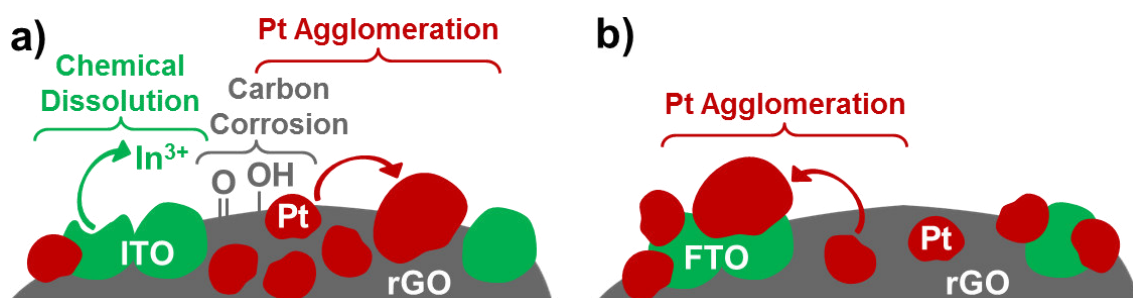 a)
Pt Agglomeration
Chemical
Dissolution
Carbon
Corrosion
In³⁺
O
OH
Pt
ITO
rGO
b)
Pt Agglomeration
Pt
FTO
rGO